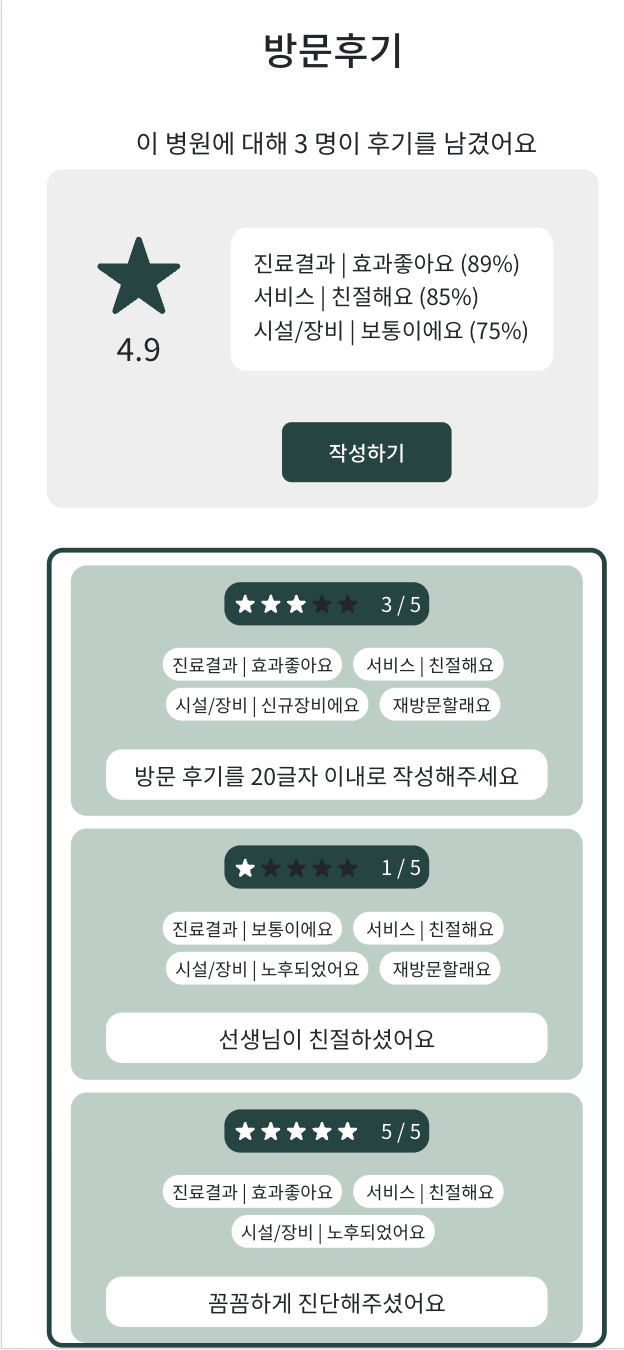 방문후기
이 병원에 대해 3 명이 후기를 남겼어요
진료결과 | 효과좋아요 (89%)
서비스 | 친절해요 (85%)
시설/장비 | 보통이에요 (75%)
4.9
작성하기
3 / 5
진료결과 | 효과좋아요 서비스 | 친절해요
시설/장비 | 신규장비에요 재방문할래요
방문 후기를 20글자 이내로 작성해주세요
1 / 5
진료결과 | 보통이에요 서비스 | 친절해요
시설/장비 | 노후되었어요 재방문할래요
선생님이 친절하셨어요
5 / 5
진료결과 | 효과좋아요 서비스 | 친절해요
시설/장비 | 노후되었어요
꼼꼼하게 진단해주셨어요